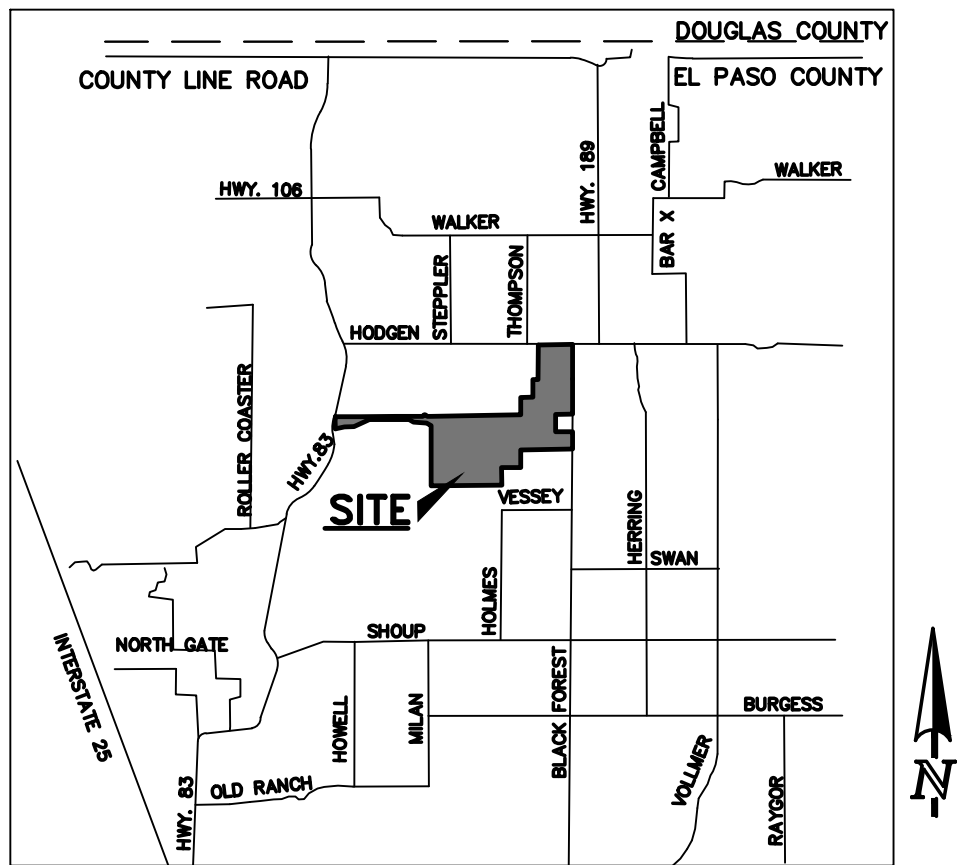 DOUGLAS COUNTY
COUNTY LINE ROAD
EL PASO COUNTY
CAMPBELL
HWY. 189
WALKER
HWY. 106
WALKER
BAR X
STEPPLER
THOMPSON
HODGEN
ROLLER COASTER
HWY.83
SITE
VESSEY
HERRING
SWAN
HOLMES
SHOUP
NORTH GATE
INTERSTATE 25
HOWELL
MILAN
BLACK FOREST
BURGESS
VOLLMER
OLD RANCH
HWY. 83
RAYGOR
N